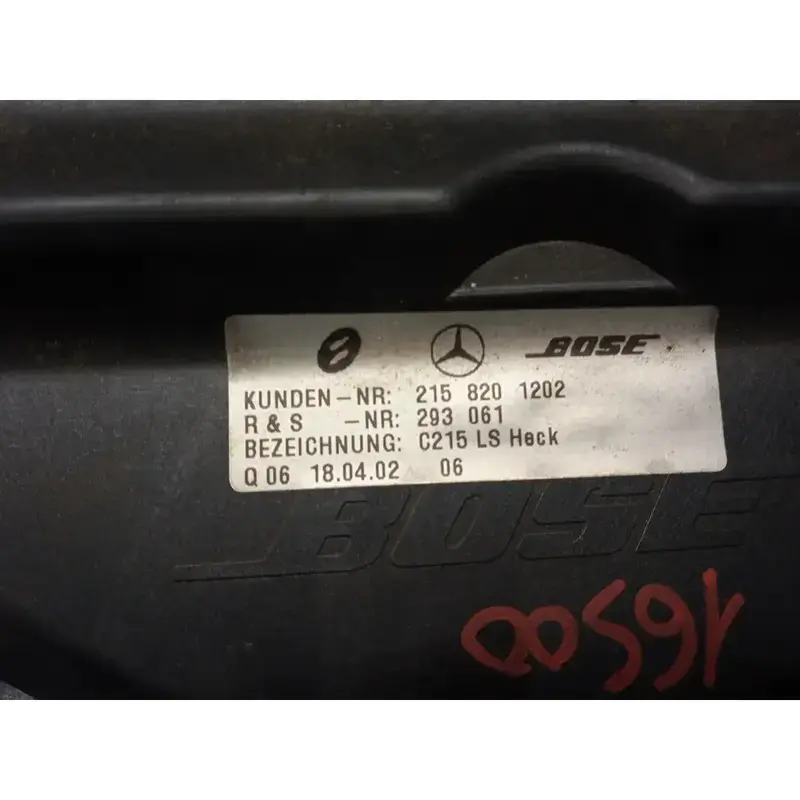 BOSE
KUNDEN-NR: 215 820 1202
R & S -NR: 293 061
BEZEICHNUNG: C215 LS Heck
Q 06 18.04.02 06
BOSE
16500